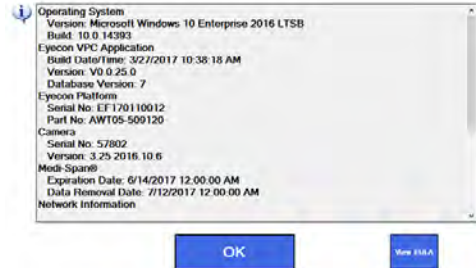 Operating System
Version: Microsoft Windows 10 Enterprise 2016 LTSB
Build: 10.0.14393
Eyecon VPC Application
Build Date/Time: 3/27/2017 10:38:18 AM
Version: V0.0.25.0
Database Version: 7
Eyecon Platform
Serial No: EF170110012
Part No: AWT05-509120
Camera
Serial No: 57802
Version: 3.25 2016.10.6
Medi-Span®
Expiration Date: 6/14/2017 12:00:00 AM
Data Removal Date: 7/12/2017 12:00:00 AM
Network Information
OK
View EULA